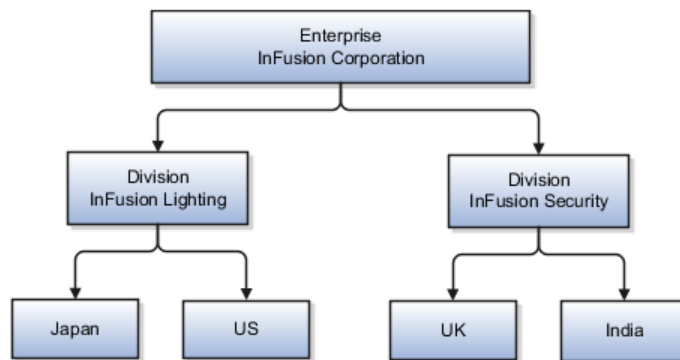 Enterprise
InFusion Corporation
Division
InFusion Lighting
Division
InFusion Security
Japan
US
UK
India